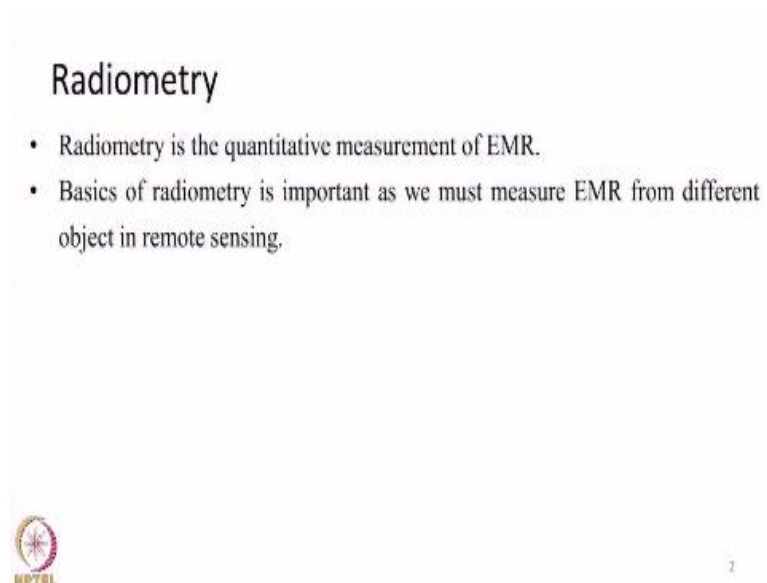 Radiometry
• Radiometry is the quantitative measurement of EMR.
• Basics of radiometry is important as we must measure EMR from different
object in remote sensing.
NPTEL
2